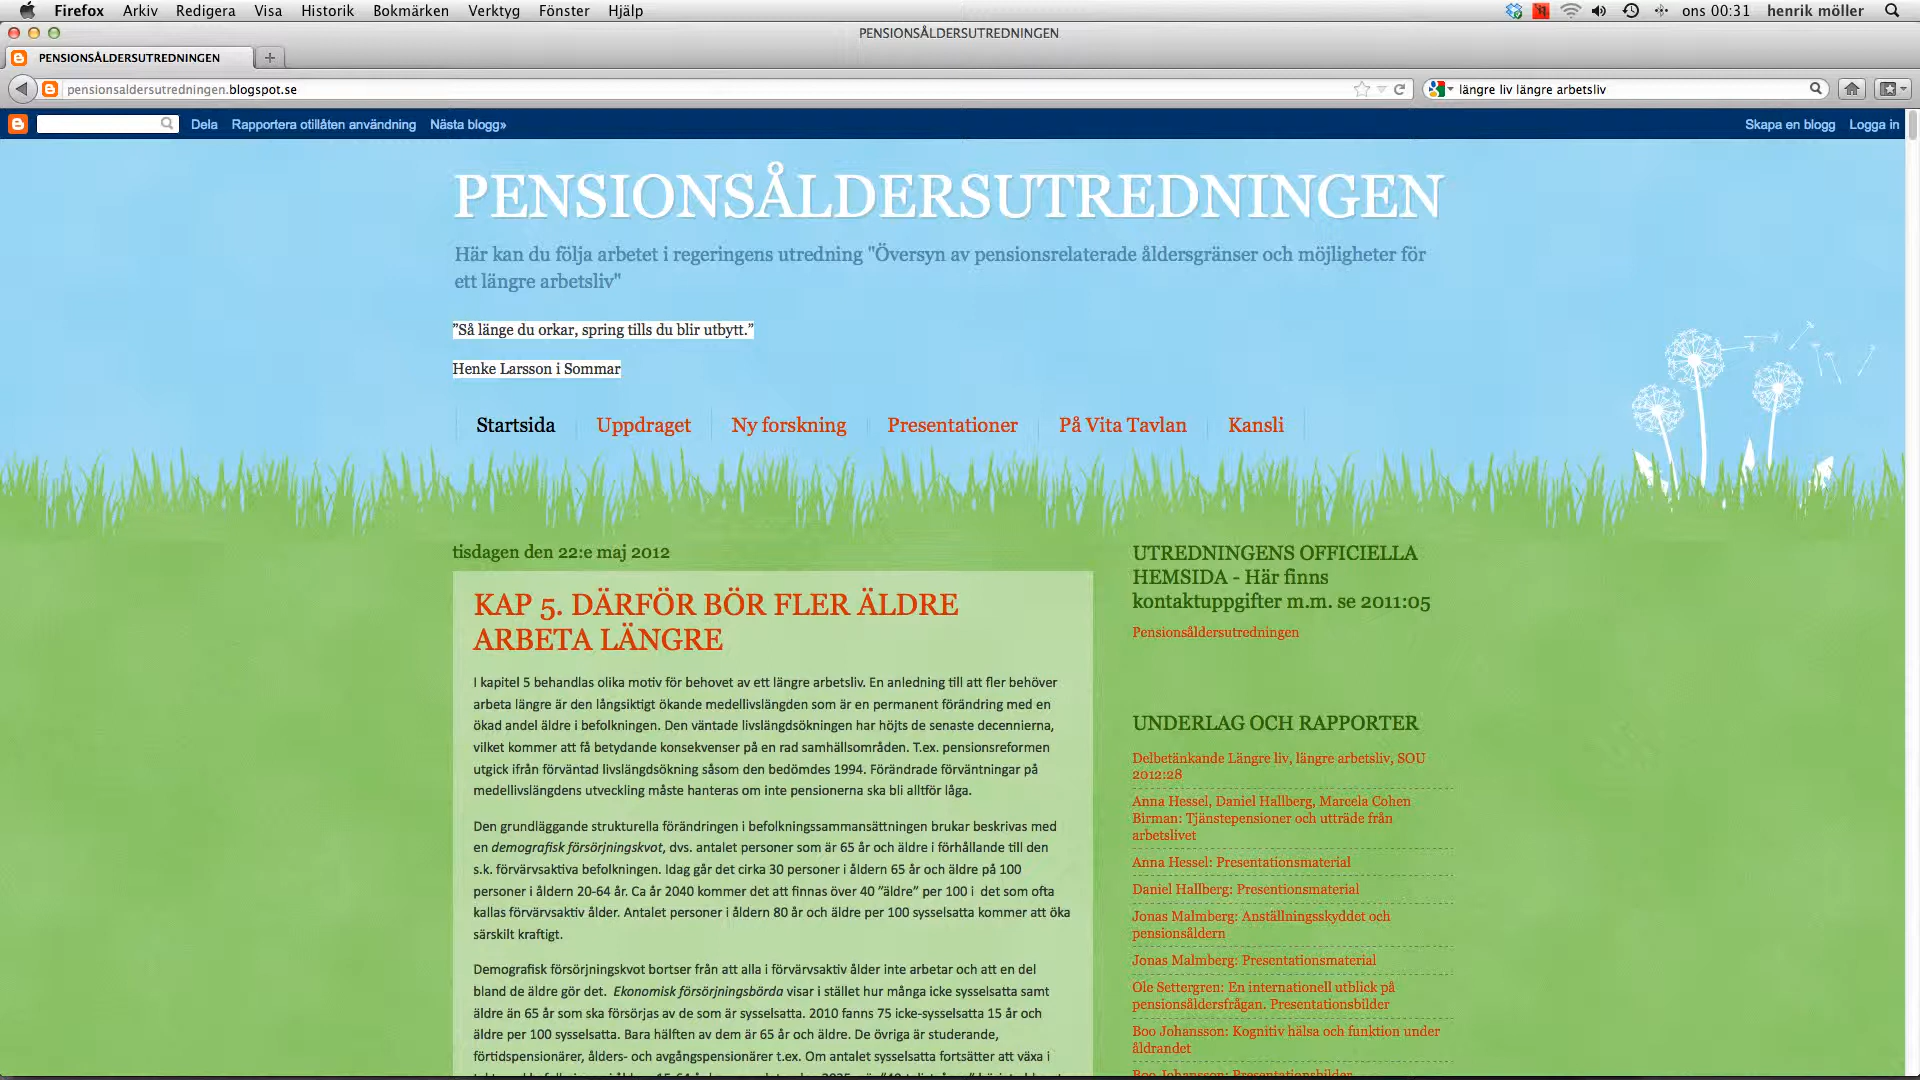 Firefox Arkiv Redigera Visa Historik Bokmärken Verktyg Fönster Hjälp
ons 00:31 henrik möller
PENSIONSÅLDERSUTREDNINGEN
PENSIONSÅLDERSUTREDNINGEN
pensionsaldersutredningen.blogspot.se
längre liv längre arbetsliv
Dela Rapportera otillåten användning Nästa blogg»
Skapa en blogg Logga in
PENSIONSÅLDERSUTREDNINGEN
Här kan du följa arbetet i regeringens utredning "Översyn av pensionsrelaterade åldersgränser och möjligheter för
ett längre arbetsliv"
”Så länge du orkar, spring tills du blir utbytt.”
Henke Larsson i Sommar
Startsida Uppdraget Ny forskning Presentationer På Vita Tavlan Kansli
tisdagen den 22:e maj 2012
KAP 5. DÄRFÖR BÖR FLER ÄLDRE
ARBETA LÄNGRE
I kapitel 5 behandlas olika motiv för behovet av ett längre arbetsliv. En anledning till att fler behöver
arbeta längre är den långsiktigt ökande medellivslängden som är en permanent förändring med en
ökad andel äldre i befolkningen. Den väntade livslängdsökningen har höjts de senaste decennierna,
vilket kommer att få betydande konsekvenser på en rad samhällsområden. T.ex. pensionsreformen
utgick ifrån förväntad livslängdsökning såsom den bedömdes 1994. Förändrade förväntningar på
medellivslängdens utveckling måste hanteras om inte pensionerna ska bli alltför låga.
Den grundläggande strukturella förändringen i befolkningssammansättningen brukar beskrivas med
en demografisk försörjningskvot, dvs. antalet personer som är 65 år och äldre i förhållande till den
s.k. förvärvsaktiva befolkningen. Idag går det cirka 30 personer i åldern 65 år och äldre på 100
personer i åldern 20-64 år. Ca år 2040 kommer det att finnas över 40 ”äldre” per 100 i det som ofta
kallas förvärvsaktiv ålder. Antalet personer i åldern 80 år och äldre per 100 sysselsatta kommer att öka
särskilt kraftigt.
Demografisk försörjningskvot bortser från att alla i förvärvsaktiv ålder inte arbetar och att en del
bland de äldre gör det. Ekonomisk försörjningsbörda visar i stället hur många icke sysselsatta samt
äldre än 65 år som ska försörjas av de som är sysselsatta. 2010 fanns 75 icke-sysselsatta 15 år och
äldre per 100 sysselsatta. Bara hälften av dem är 65 år och äldre. De övriga är studerande,
förtidspensionärer, ålders- och avgångspensionärer t.ex. Om antalet sysselsatta fortsätter att växa i
UTREDNINGENS OFFICIELLA
HEMSIDA - Här finns
kontaktuppgifter m.m. se 2011:05
Pensionsåldersutredningen
UNDERLAG OCH RAPPORTER
Delbetänkande Längre liv, längre arbetsliv, SOU
2012:28
Anna Hessel, Daniel Hallberg, Marcela Cohen
Birman: Tjänstepensioner och utträde från
arbetslivet
Anna Hessel: Presentationsmaterial
Daniel Hallberg: Presentionsmaterial
Jonas Malmberg: Anställningsskyddet och
pensionsåldern
Jonas Malmberg: Presentationsmaterial
Ole Settergren: En internationell utblick på
pensionsåldersfrågan. Presentationsbilder
Boo Johansson: Kognitiv hälsa och funktion under
åldrandet
Boo Johansson: Presentationsbilder